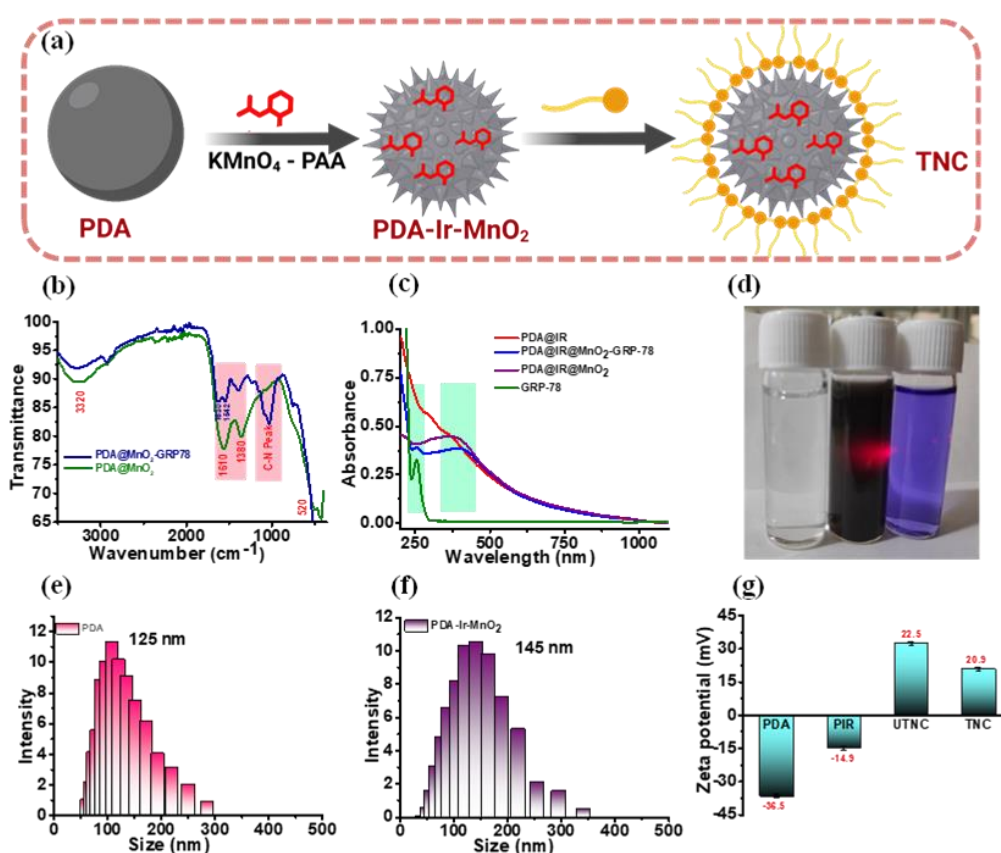 (a)
KMnO₄ - PAA
PDA
PDA-Ir-MnO₂
TNC
(b)
Transmittance
100
95
90
85
80
75
70
65
3320
1542
1610
1380
C-N Peak
520
PDA@MnO₂-GRP78
PDA@MnO₂
3000
2000
1000
Wavenumber (cm⁻¹)
(c)
Absorbance
1.00
0.75
0.50
0.25
0.00
PDA@IR
PDA@IR@MnO₂-GRP-78
PDA@IR@MnO₂
GRP-78
250
500
750
1000
Wavelength (nm)
(d)
(e)
Intensity
12
10
8
6
4
2
0
PDA
125 nm
0
100
200
300
400
500
Size (nm)
(f)
Intensity
12
10
8
6
4
2
0
PDA-Ir-MnO₂
145 nm
0
100
200
300
400
500
Size (nm)
(g)
Zeta potential (mV)
45
30
15
0
-15
-30
-45
22.5
20.9
PDA
PIR
UTNC
TNC
-14.9
-36.5